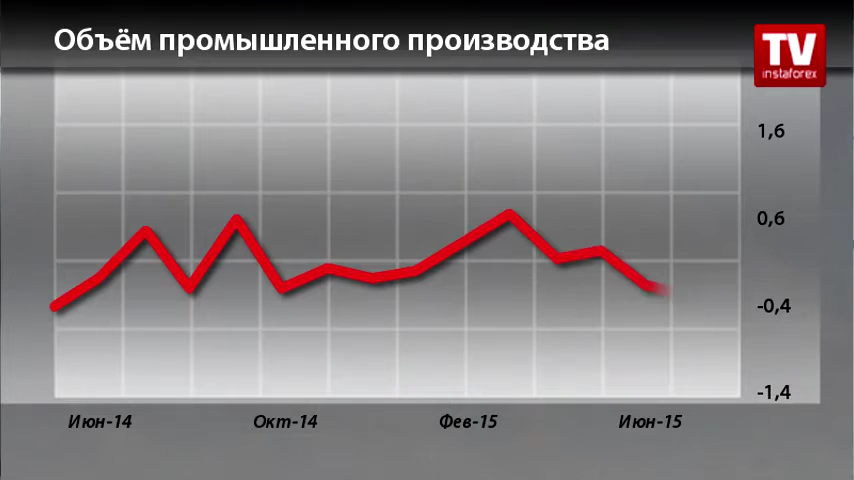 Объём промышленного производства
TV
instaforex
1,6
0,6
-0,4
-1,4
Июн-14
Окт-14
Фев-15
Июн-15